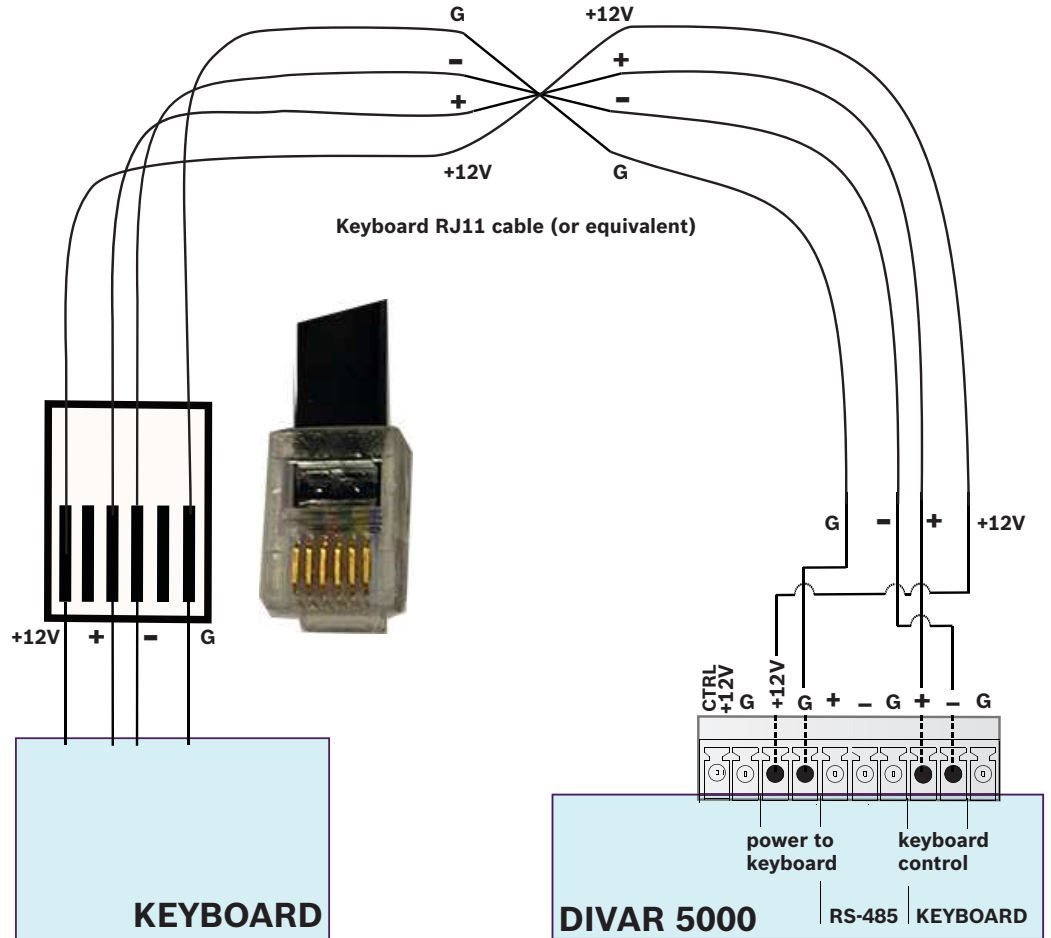 G +12V
- +
+ -
+12V G
Keyboard RJ11 cable (or equivalent)
G - + +12V
+12V + - G
CTRL +12V G +12V G + - G + - G
power to keyboard
keyboard control
RS-485 KEYBOARD
KEYBOARD
DIVAR 5000